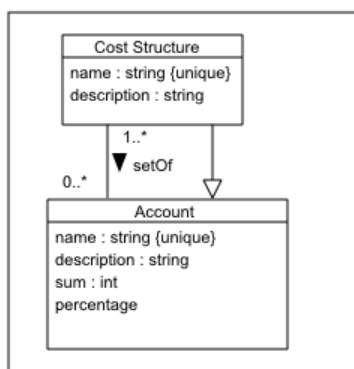 Cost Structure
name : string {unique}
description : string
1..*
setOf
0..*
Account
name : string {unique}
description : string
sum : int
percentage